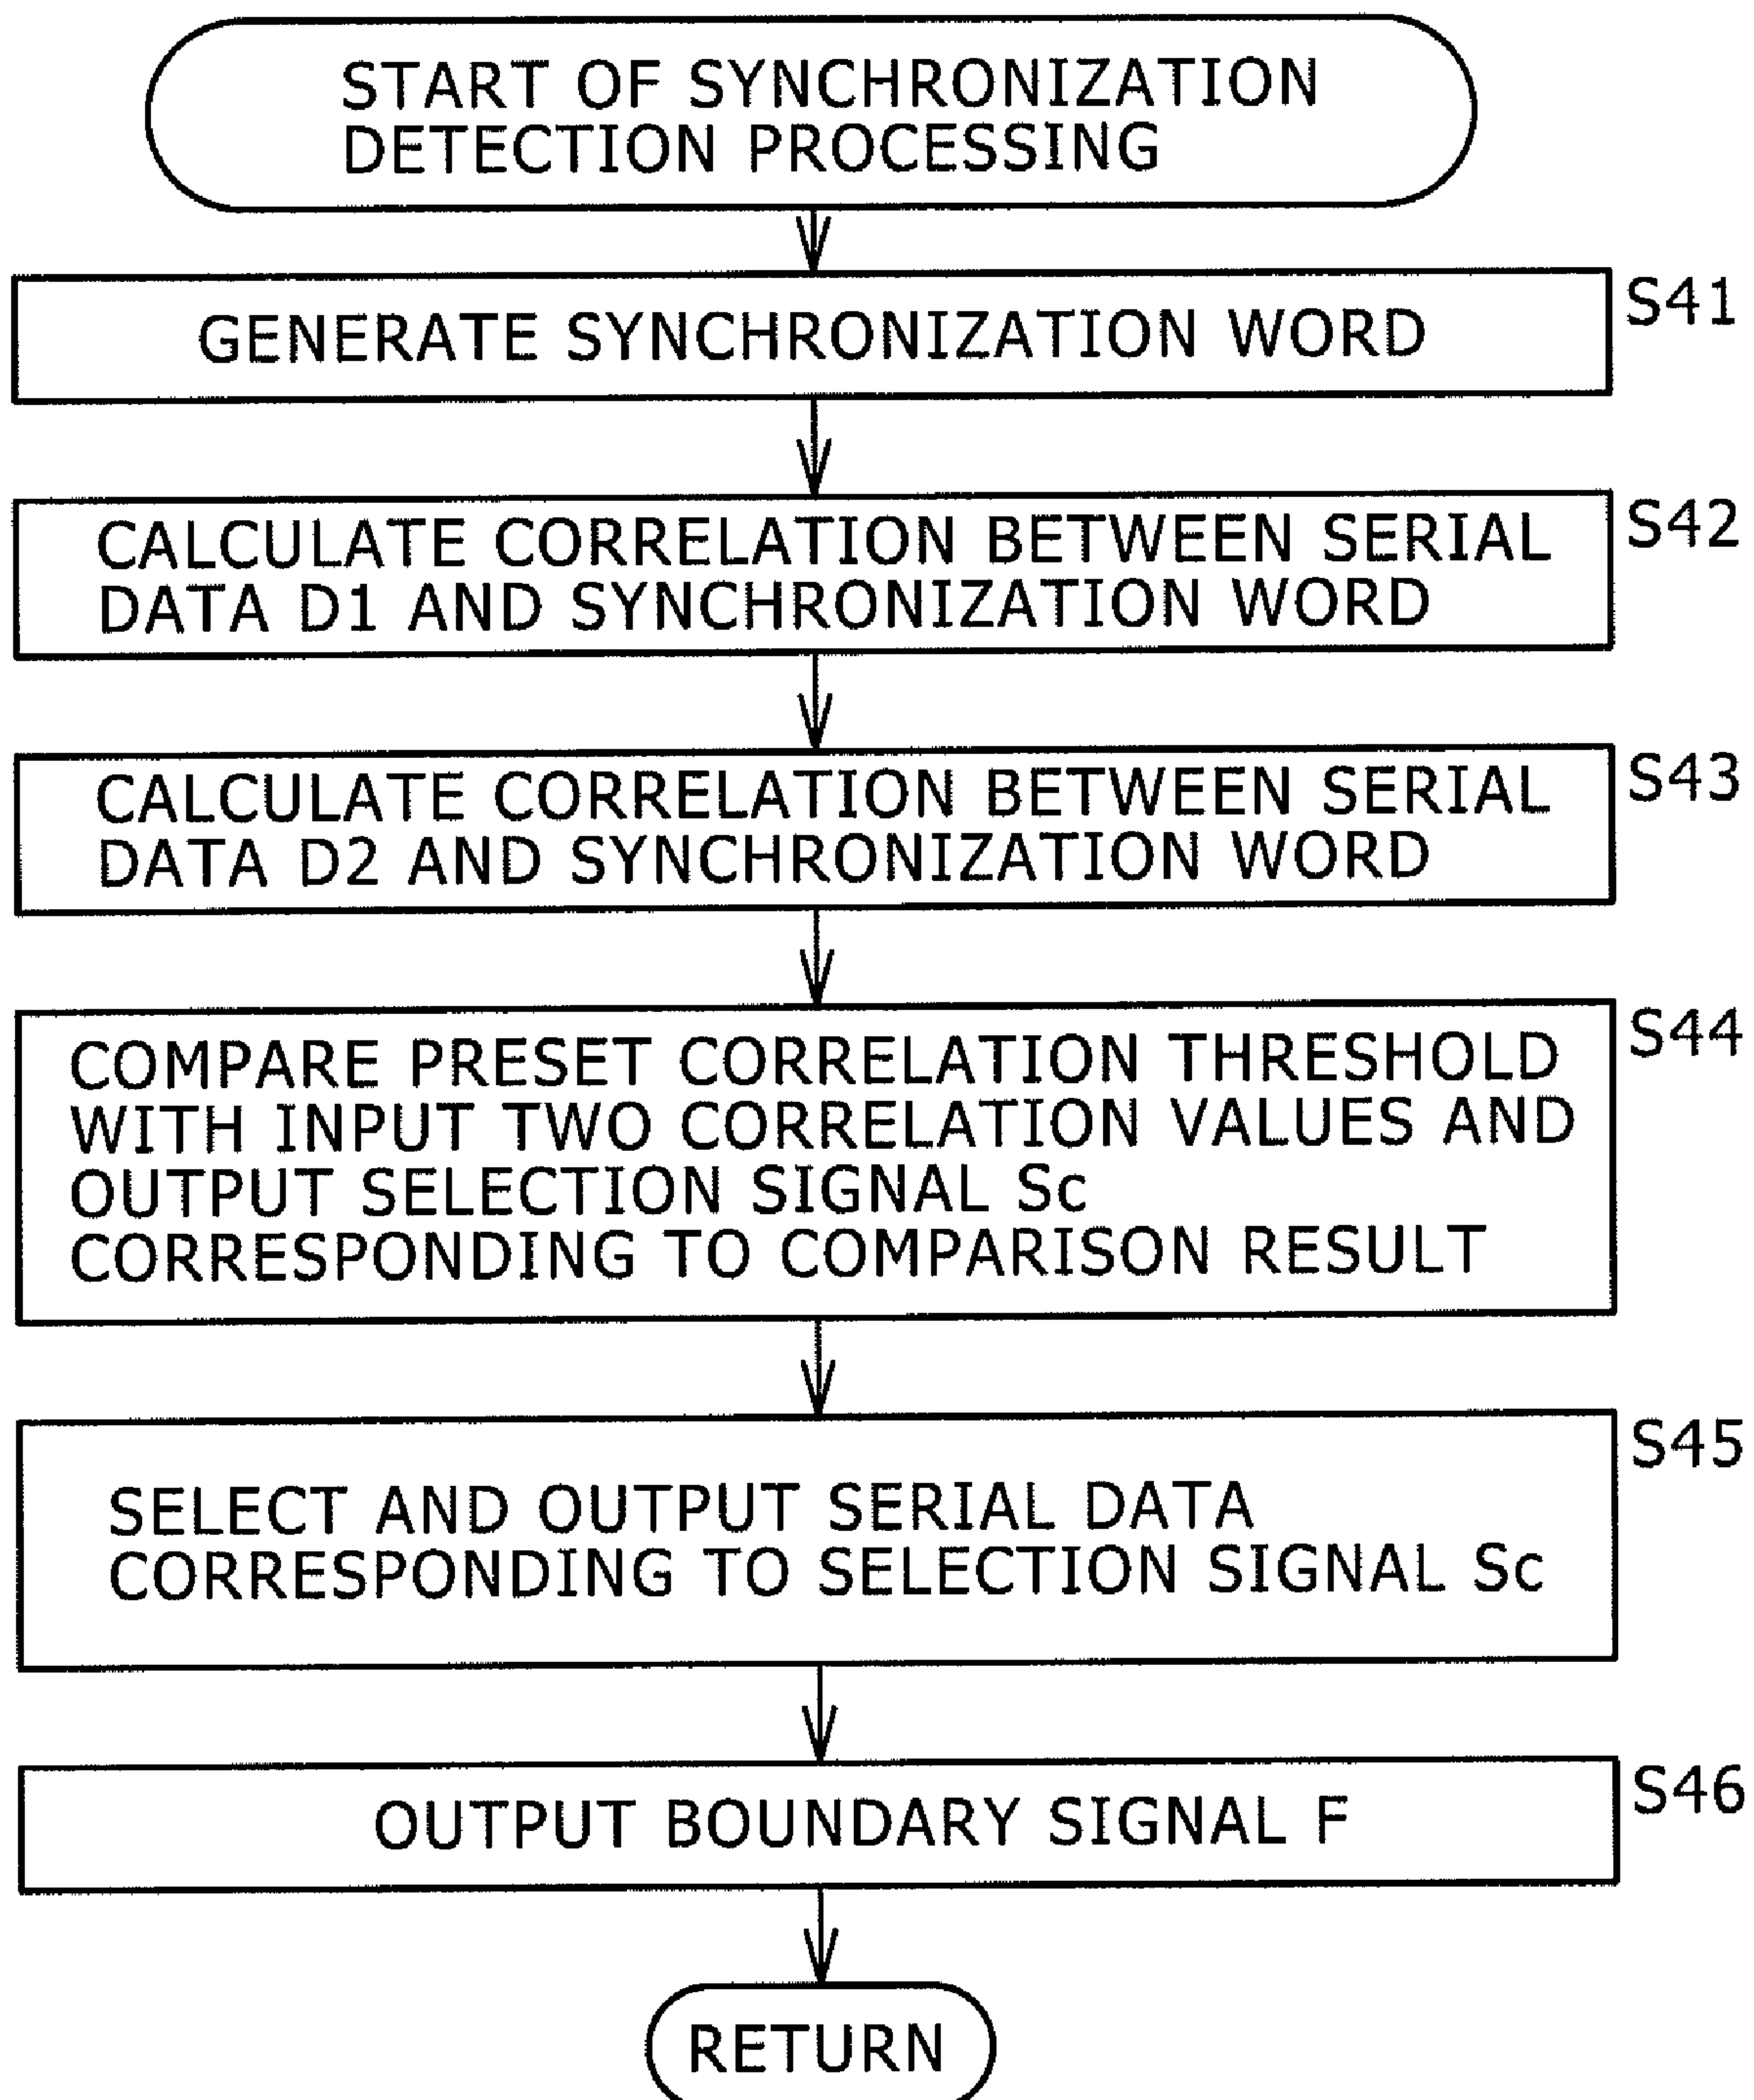 START OF SYNCHRONIZATION
DETECTION PROCESSING
S41
GENERATE SYNCHRONIZATION WORD
S42
CALCULATE CORRELATION BETWEEN SERIAL
DATA D1 AND SYNCHRONIZATION WORD
S43
CALCULATE CORRELATION BETWEEN SERIAL
DATA D2 AND SYNCHRONIZATION WORD
S44
COMPARE PRESET CORRELATION THRESHOLD
WITH INPUT TWO CORRELATION VALUES AND
OUTPUT SELECTION SIGNAL Sc
CORRESPONDING TO COMPARISON RESULT
S45
SELECT AND OUTPUT SERIAL DATA
CORRESPONDING TO SELECTION SIGNAL Sc
S46
OUTPUT BOUNDARY SIGNAL F
RETURN